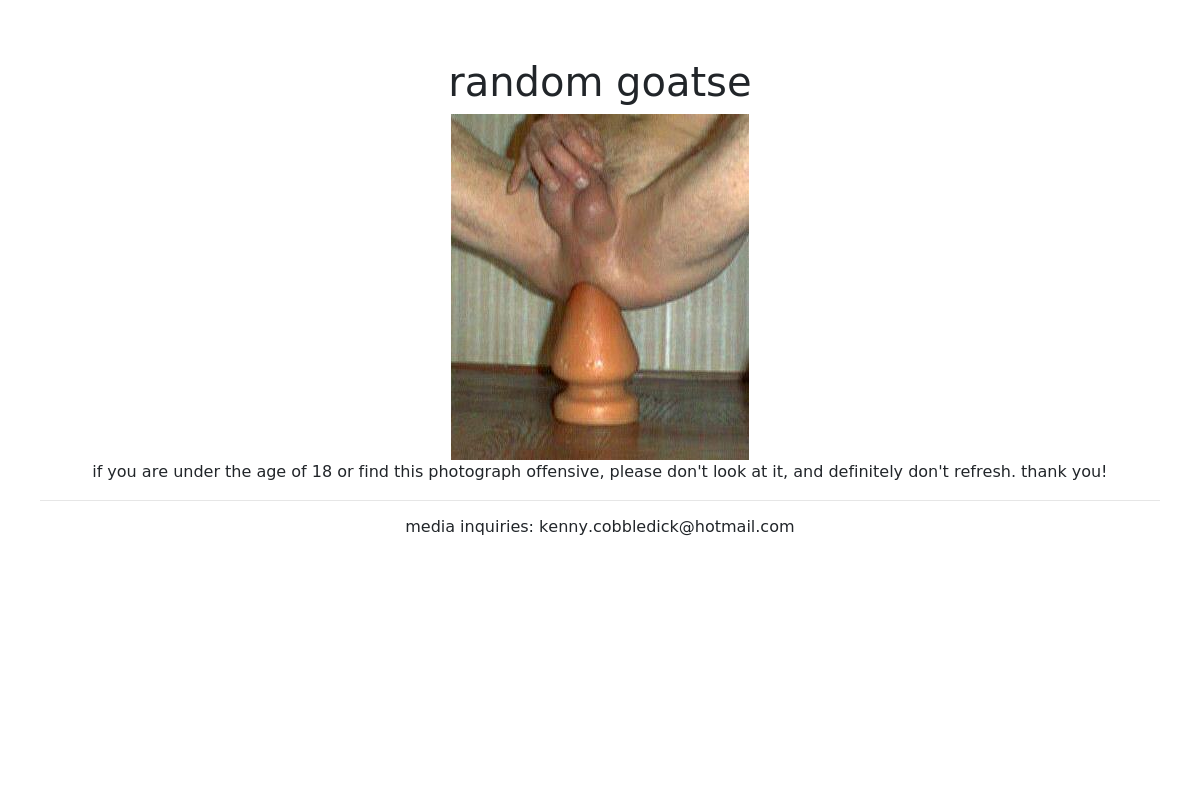 random goatse
if you are under the age of 18 or find this photograph offensive, please don't look at it, and definitely don't refresh. thank you!
media inquiries: kenny.cobbledick@hotmail.com